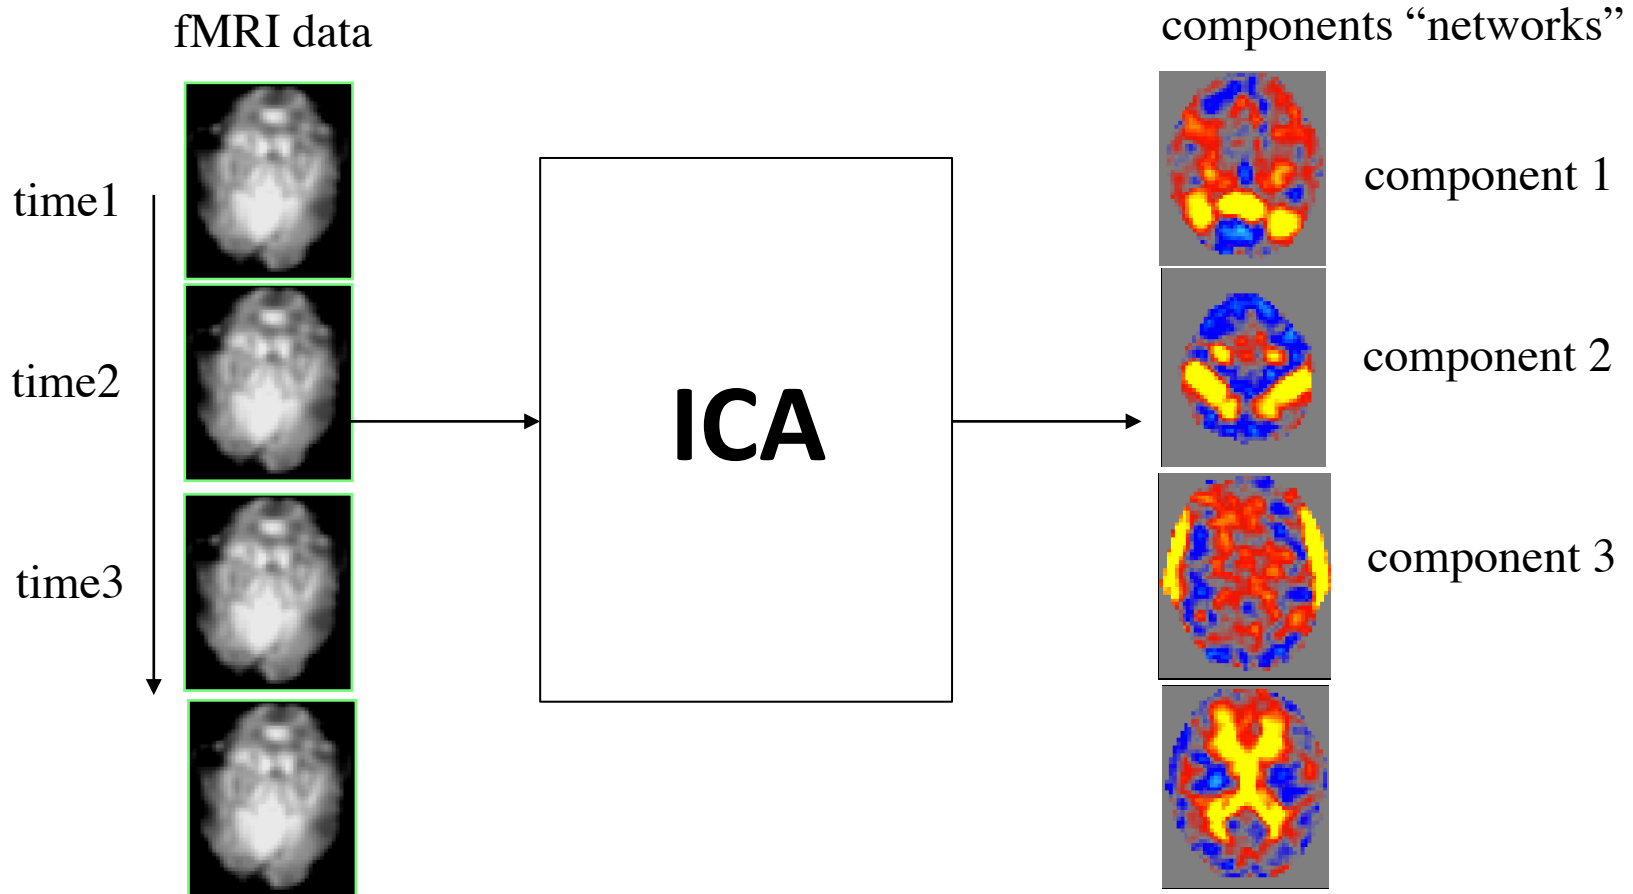 fMRI data
components “networks”
time1
component 1
time2
component 2
ICA
time3
component 3